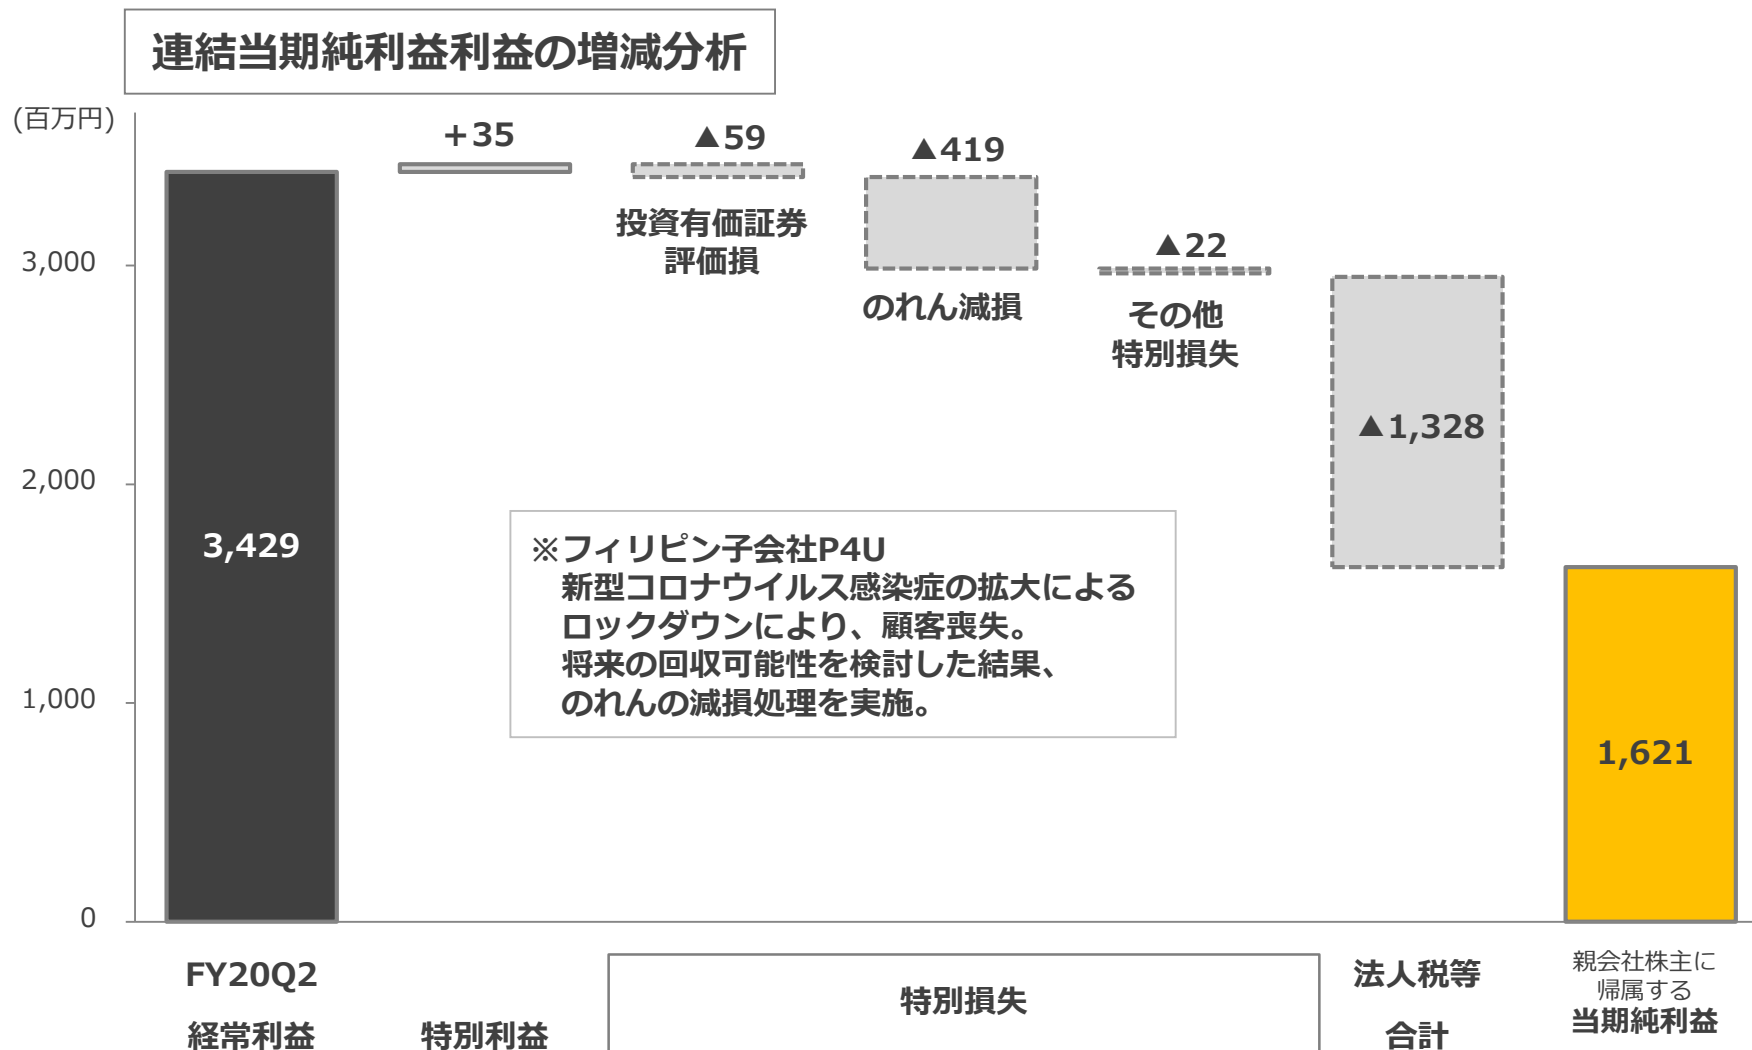 連結当期純利益利益の増減分析
(百万円)
+35
▲59
▲419
投資有価証券
評価損
▲22
3,000
のれん減損
その他
特別損失
▲1,328
2,000
3,429
※フィリピン子会社P4U
新型コロナウイルス感染症の拡大による
ロックダウンにより、顧客喪失。
将来の回収可能性を検討した結果、
のれんの減損処理を実施。
1,000
1,621
0
FY20Q2
経常利益
特別利益
特別損失
法人税等
合計
親会社株主に
帰属する
当期純利益